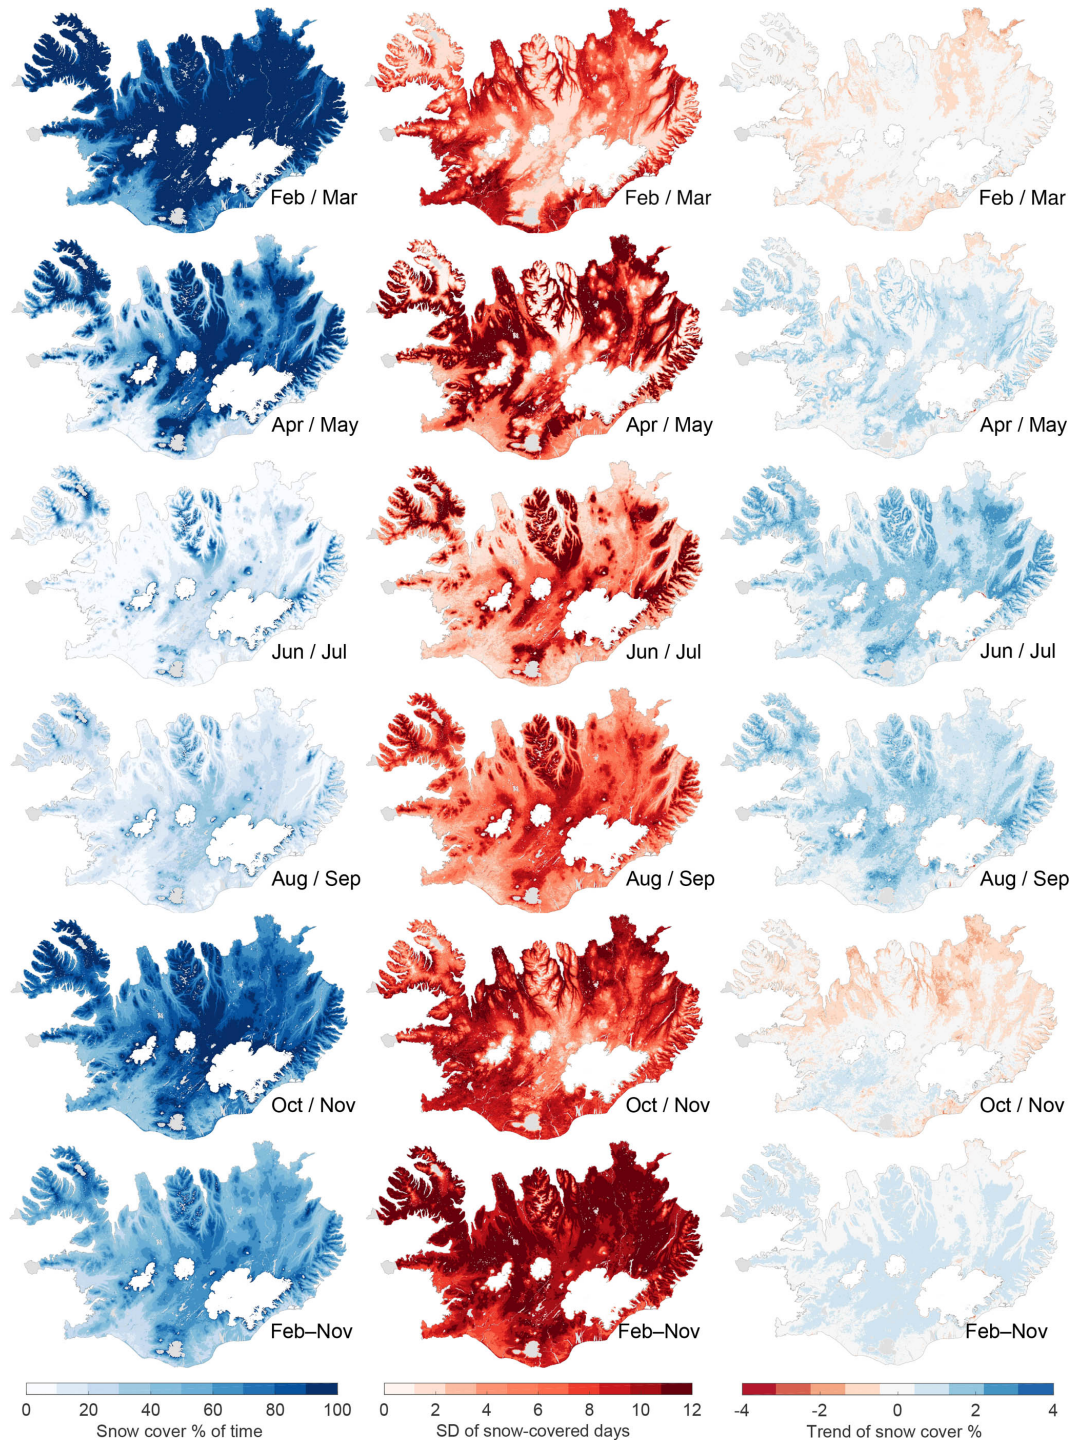 Feb / Mar Feb / Mar Feb / Mar
Apr / May Apr / May Apr / May
Jun / Jul Jun / Jul Jun / Jul
Aug / Sep Aug / Sep Aug / Sep
Oct / Nov Oct / Nov Oct / Nov
Feb–Nov Feb–Nov Feb–Nov
0 20 40 60 80 100 0 2 4 6 8 10 12 -4 -2 0 2 4
Snow cover % of time SD of snow-covered days Trend of snow cover %